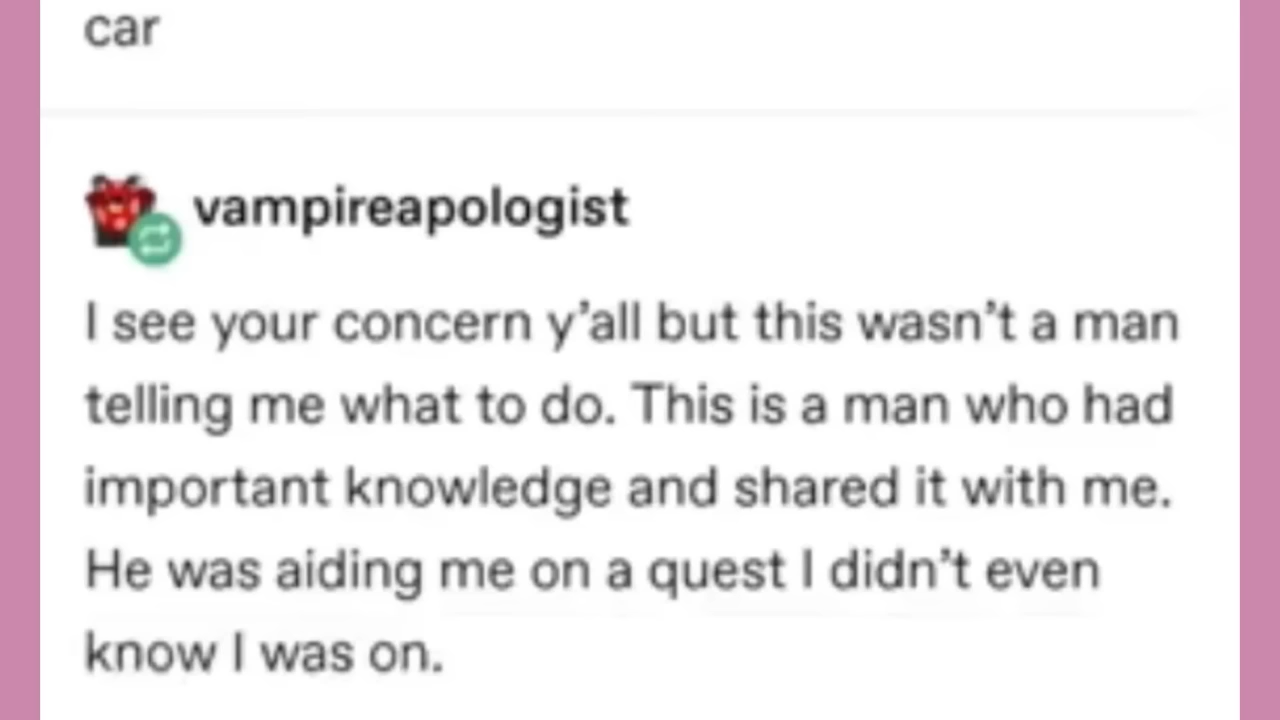 car
vampireapologist
I see your concern y’all but this wasn’t a man
telling me what to do. This is a man who had
important knowledge and shared it with me.
He was aiding me on a quest I didn’t even
know I was on.